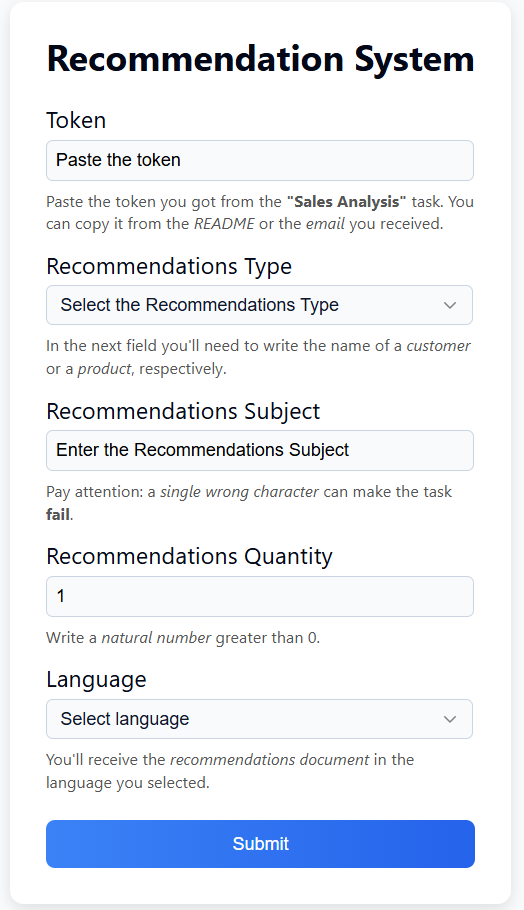 Recommendation System
Token
Paste the token
Paste the token you got from the "Sales Analysis" task. You
can copy it from the README or the email you received.
Recommendations Type
Select the Recommendations Type
In the next field you'll need to write the name of a customer
or a product, respectively.
Recommendations Subject
Enter the Recommendations Subject
Pay attention: a single wrong character can make the task
fail.
Recommendations Quantity
1
Write a natural number greater than 0.
Language
Select language
You'll receive the recommendations document in the
language you selected.
Submit